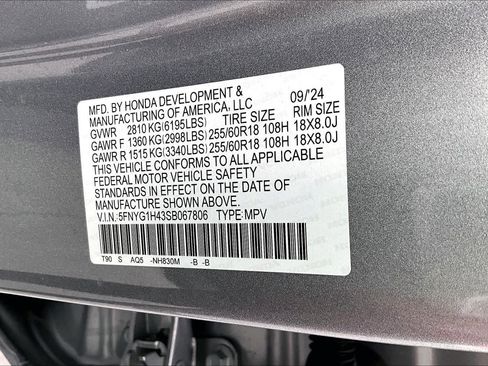 MFD. BY HONDA DEVELOPMENT & 09/'24
MANUFACTURING OF AMERICA, LLC TIRE SIZE RIM SIZE
GVWR 2810 KG(6195LBS)
GAWR F 1360 KG(2998LBS) 255/60R18 108H 18X8.0J
GAWR R 1515 KG(3340LBS) 255/60R18 108H 18X8.0J
THIS VEHICLE CONFORMS TO ALL APPLICABLE
FEDERAL MOTOR VEHICLE SAFETY
STANDARDS IN EFFECT ON THE DATE OF
MANUFACTURE SHOWN ABOVE.
V.I.N.: 5FNYG1H43SB067806 TYPE: MPV
T90 S AQ5 -NH830M -B -B